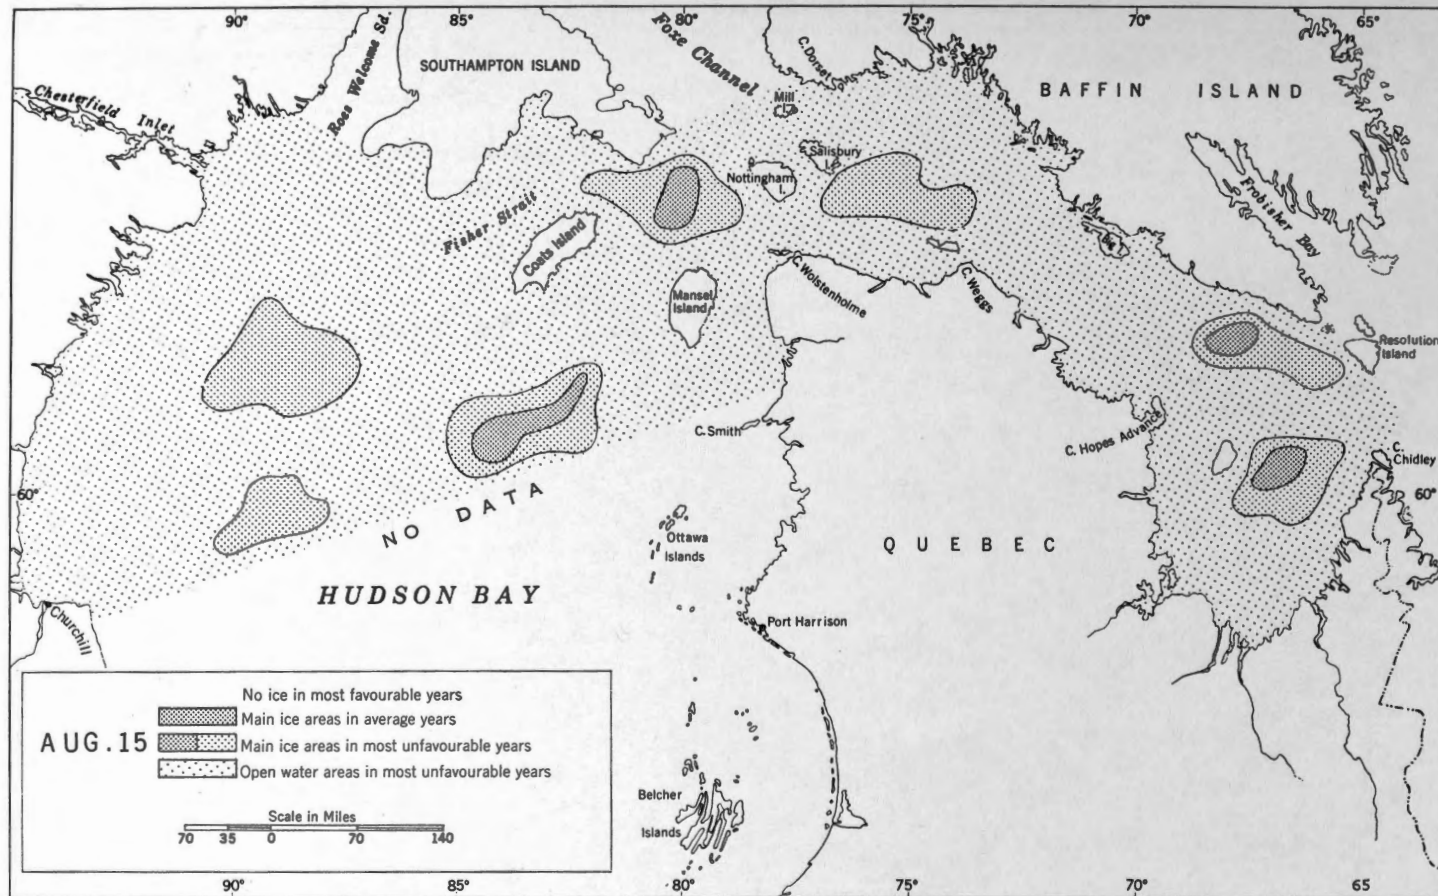 90°
85°
80°
75°
70°
65°
Roes Welcome Sd.
SOUTHAMPTON ISLAND
Foxe Channel
C. Dorset
BAFFIN ISLAND
Chesterfield Inlet
Mill
I.
Salisbury
I.
Nottingham
I.
Frobisher Bay
Fisher Strait
Coats Island
Big I.
C. Wolstenholme
C. Weggs
Mansel
Island
Resolution
Island
C. Smith
C. Hopes Advance
C.
Chidley
60°
60°
NO DATA
Ottawa
Islands
QUEBEC
HUDSON BAY
Churchill
Port Harrison
AUG. 15
No ice in most favourable years
Main ice areas in average years
Main ice areas in most unfavourable years
Open water areas in most unfavourable years
Scale in Miles
70 35 0 70 140
Belcher
Islands
90°
85°
80°
75°
70°
65